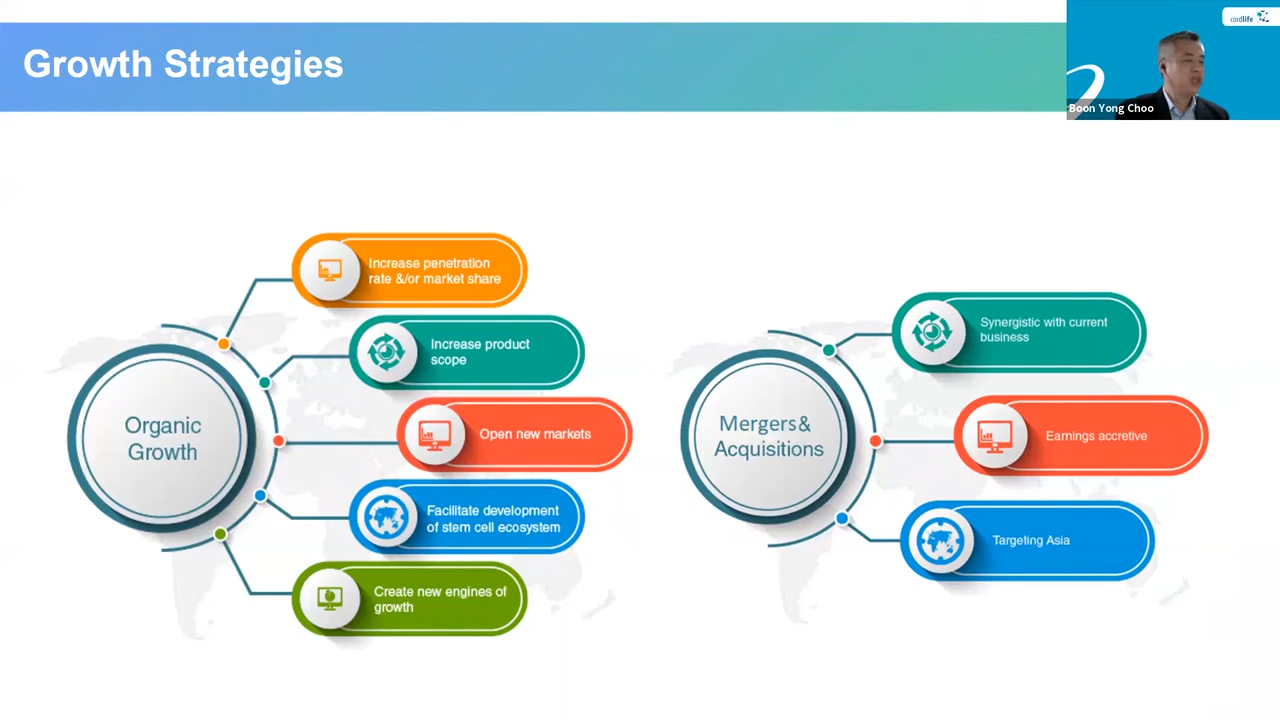 Growth Strategies
cordlife
Boon Yong Choo
Organic
Growth
Increase penetration
rate &/or market share
Increase product
scope
Open new markets
Facilitate development
of stem cell ecosystem
Create new engines of
growth
Mergers&
Acquisitions
Synergistic with current
business
Earnings accretive
Targeting Asia